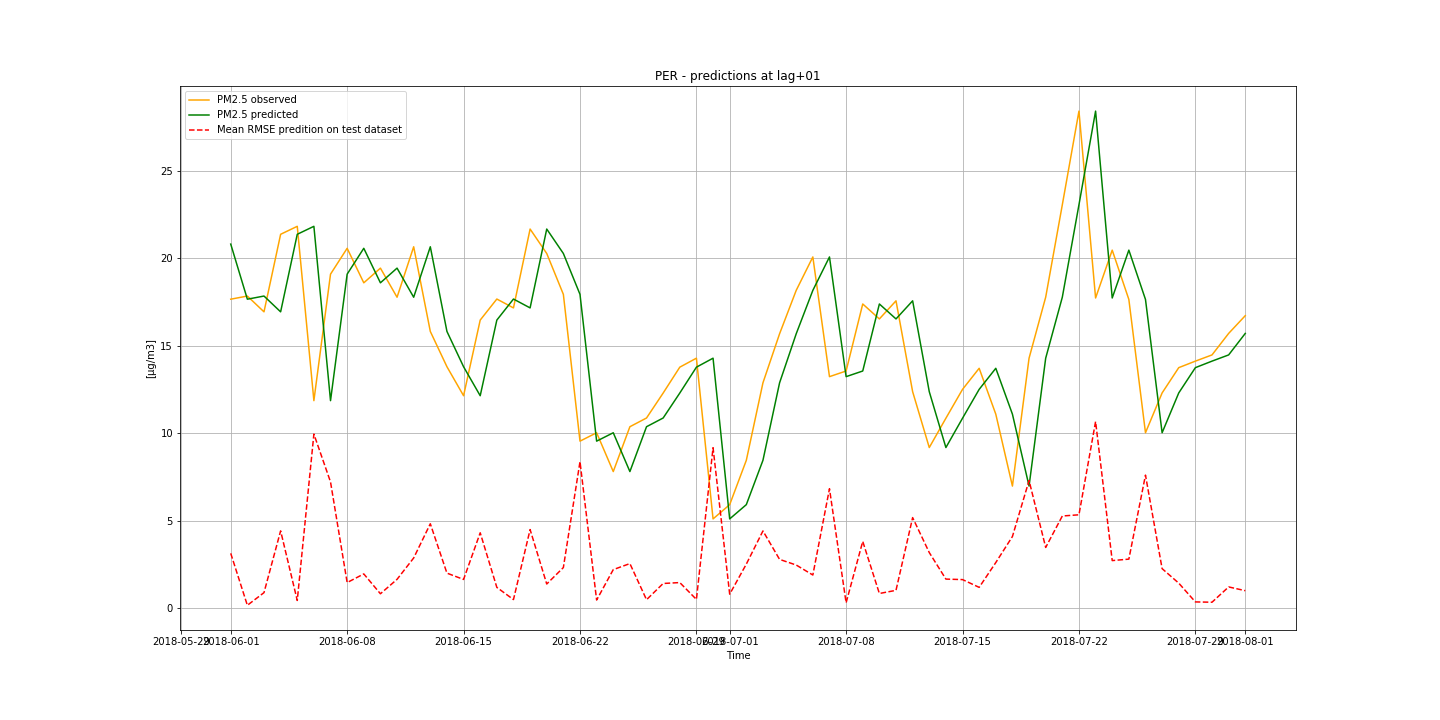 PER - predictions at lag+01
PM2.5 observed
PM2.5 predicted
Mean RMSE predition on test dataset
25
20
15
10
5
0
[µg/m3]
2018-05-29 2018-06-01 2018-06-08 2018-06-15 2018-06-22 2018-06-29 2018-07-01 2018-07-08 2018-07-15 2018-07-22 2018-07-29 2018-08-01
Time